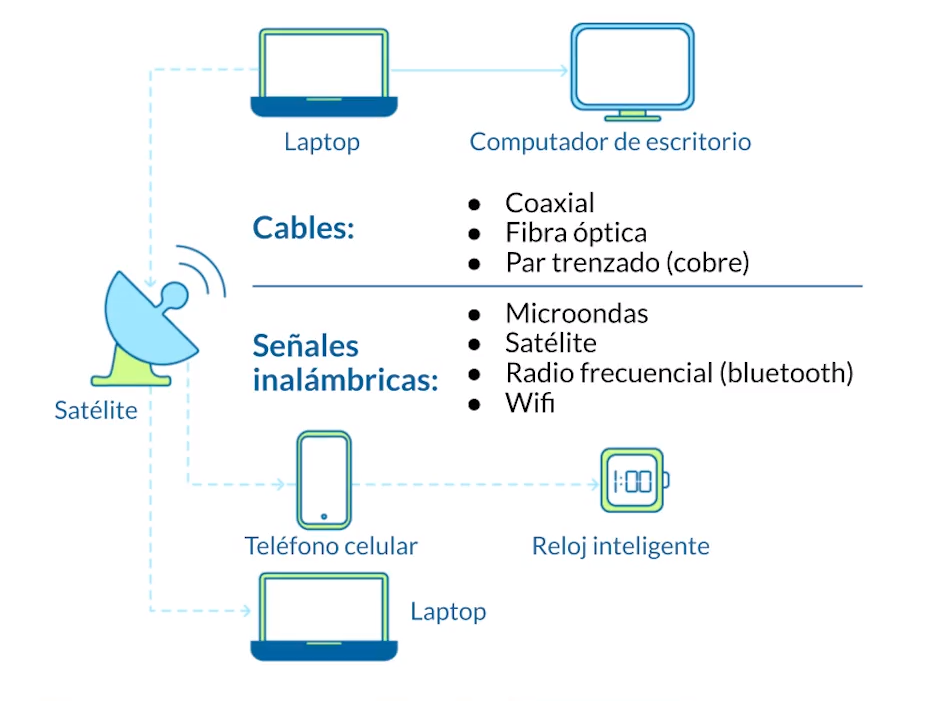 Laptop
Computador de escritorio
Cables:
● Coaxial
● Fibra óptica
● Par trenzado (cobre)
Señales
inalámbricas:
● Microondas
● Satélite
● Radio frecuencial (bluetooth)
● Wifi
Satélite
1:00
Teléfono celular
Reloj inteligente
Laptop